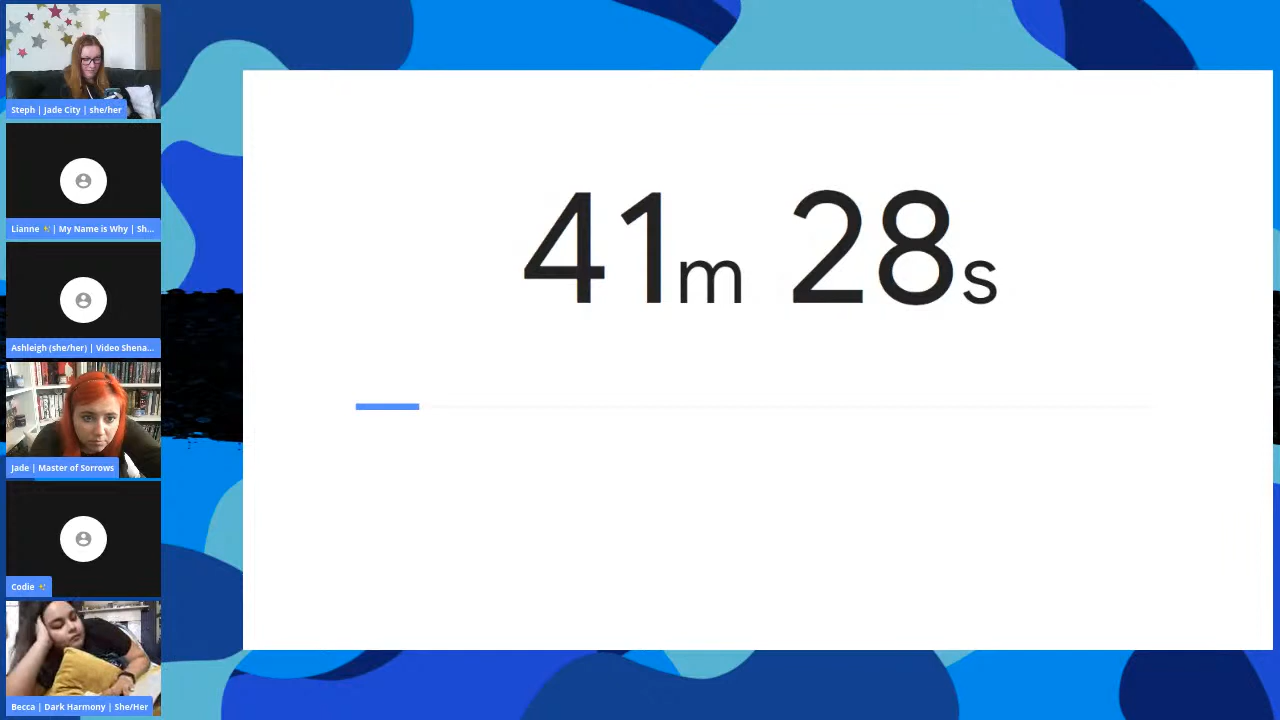 Steph | Jade City | she/her
Lianne ✨ | My Name is Why | Sh...
Ashleigh (she/her) | Video Shena...
Jade | Master of Sorrows
Codie ✨
Becca | Dark Harmony | She/Her
41m 28s